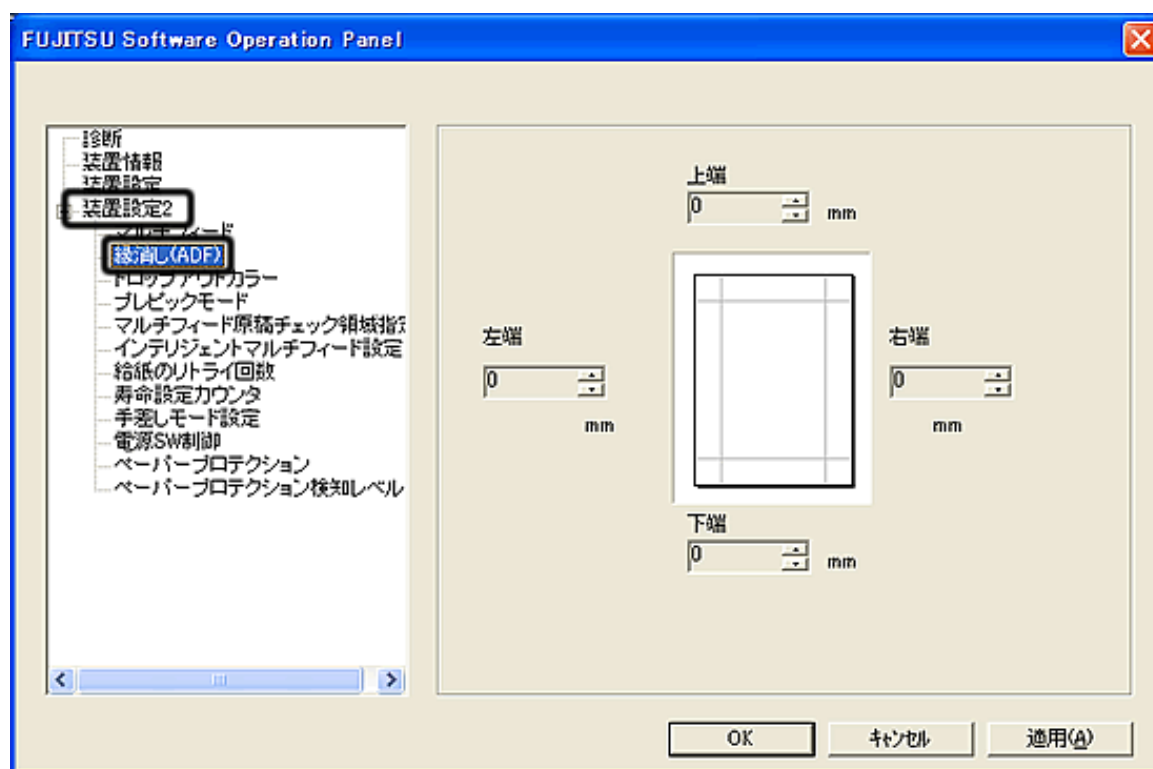 FUJITSU Software Operation Panel
診断
装置情報
装置設定
装置設定2
マルチフィード
縁消し(ADF)
ドロップアウトカラー
プレピックモード
マルチフィード原稿チェック領域指定
インテリジェントマルチフィード設定
給紙のリトライ回数
寿命設定カウンタ
手差しモード設定
電源SW制御
ペーパープロテクション
ペーパープロテクション検知レベル
上端
0 mm
左端
0
mm
右端
0
mm
下端
0 mm
OK キャンセル 適用(A)